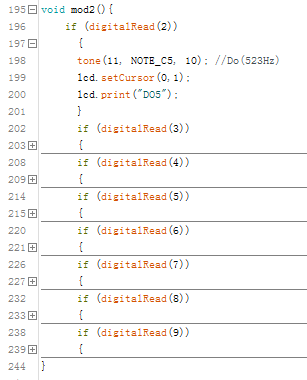 195 void mod2(){
196 if (digitalRead(2))
197 {
198 tone(11, NOTE_C5, 10); //Do(523Hz)
199 lcd.setCursor(0,1);
200 lcd.print("DO5");
201 }
202 if (digitalRead(3))
203 {
208 if (digitalRead(4))
209 {
214 if (digitalRead(5))
215 {
220 if (digitalRead(6))
221 {
226 if (digitalRead(7))
227 {
232 if (digitalRead(8))
233 {
238 if (digitalRead(9))
239 {
244 }